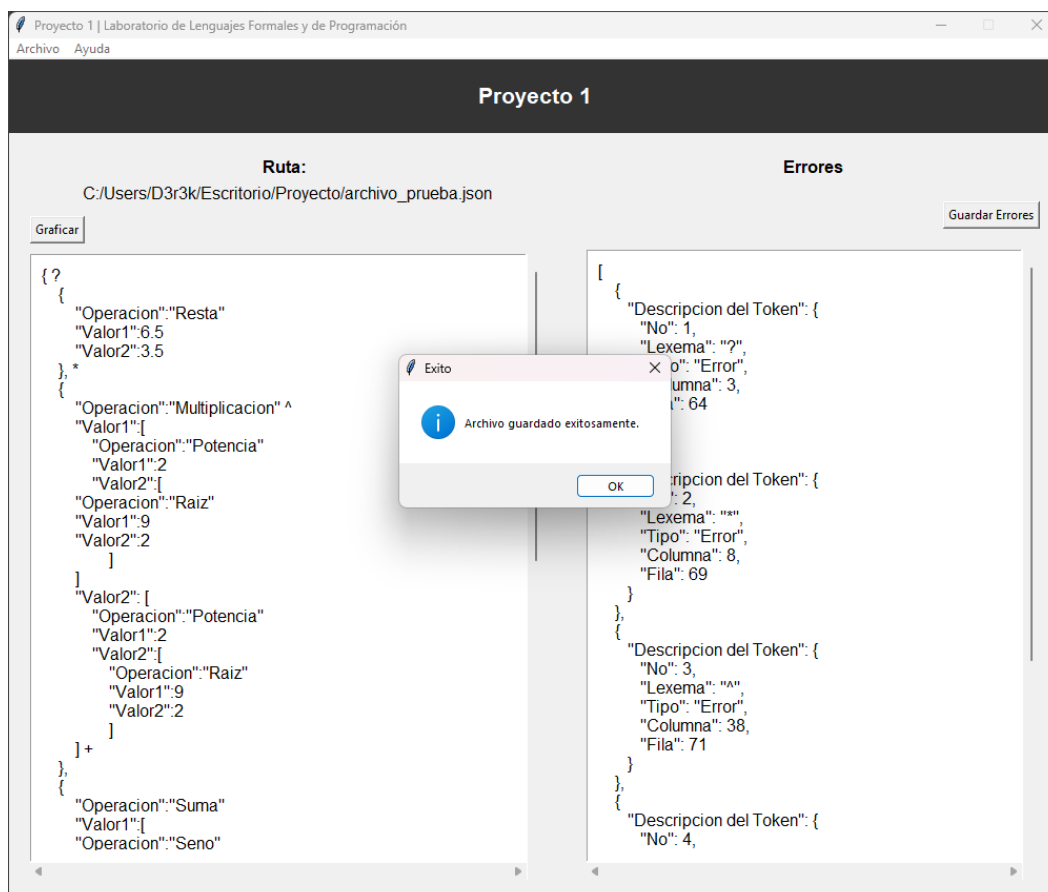 Proyecto 1 | Laboratorio de Lenguajes Formales y de Programación
Archivo Ayuda
Proyecto 1
Ruta:
C:/Users/D3r3k/Escritorio/Proyecto/archivo_prueba.json
Graficar
{ ?
{
"Operacion":"Resta"
"Valor1":6.5
"Valor2":3.5
}, *
{
"Operacion":"Multiplicacion" ^
"Valor1":[
"Operacion":"Potencia"
"Valor1":2
"Valor2":[
"Operacion":"Raiz"
"Valor1":9
"Valor2":2
]
]
"Valor2": [
"Operacion":"Potencia"
"Valor1":2
"Valor2":[
"Operacion":"Raiz"
"Valor1":9
"Valor2":2
]
] +
},
{
"Operacion":"Suma"
"Valor1":[
"Operacion":"Seno"
Errores
Guardar Errores
[
{
"Descripcion del Token": {
"No": 1,
"Lexema": "?",
"Error",
3,
64
Token": {
2,
"Lexema": "*",
"Tipo": "Error",
"Columna": 8,
"Fila": 69
}
},
{
"Descripcion del Token": {
"No": 3,
"Lexema": "^",
"Tipo": "Error",
"Columna": 38,
"Fila": 71
}
},
{
"Descripcion del Token": {
"No": 4,
Exito
Archivo guardado exitosamente.
OK